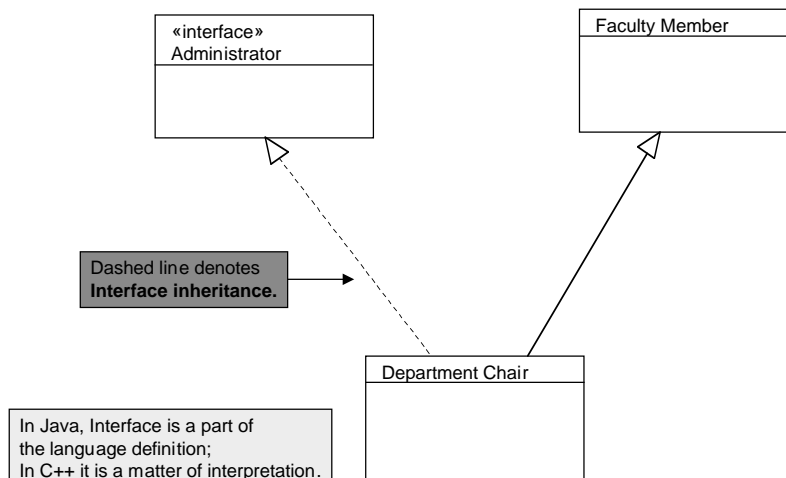 «interface»
Administrator
Faculty Member
Dashed line denotes
Interface inheritance.
Department Chair
In Java, Interface is a part of
the language definition;
In C++ it is a matter of interpretation.